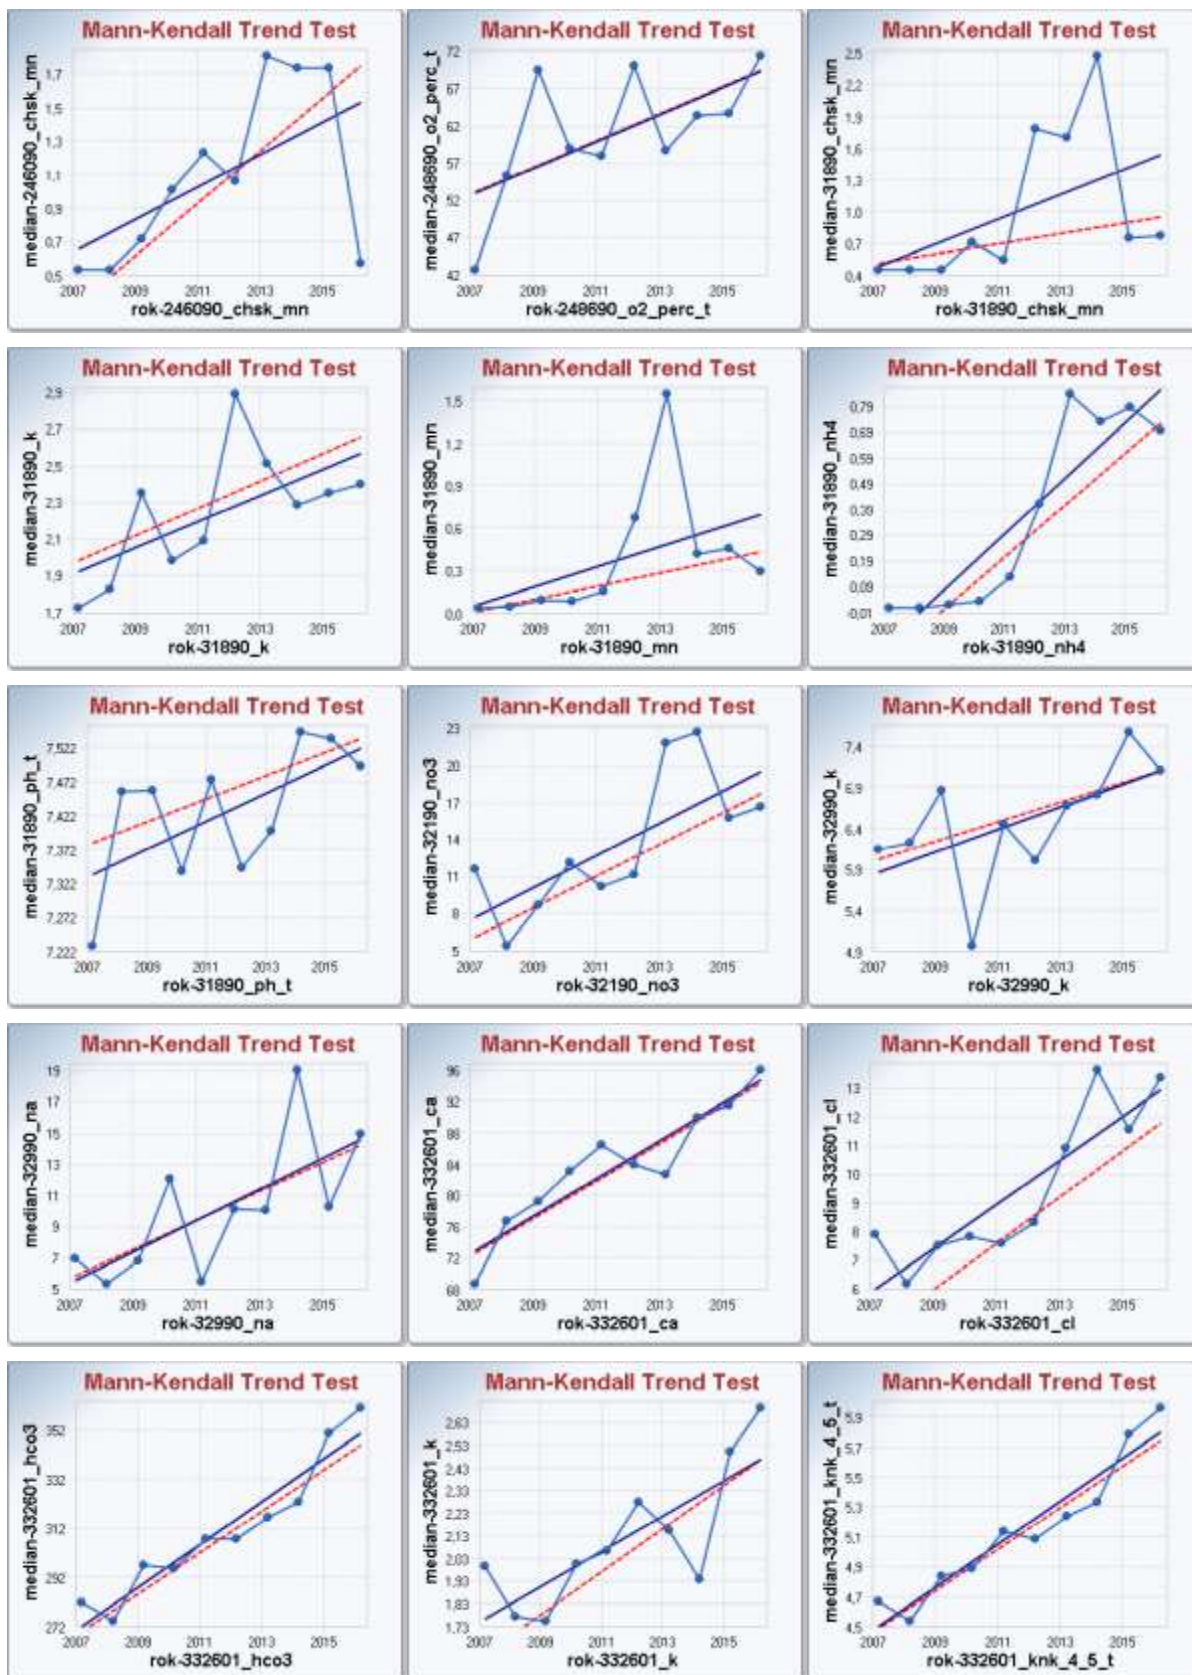 Mann-Kendall Trend Test
median-246090_chsk_mn
1,7
1,5
1,3
1,1
0,9
0,7
0,5
2007 2009 2011 2013 2015
rok-246090_chsk_mn
Mann-Kendall Trend Test
median-248690_o2_perc_t
72
67
62
57
52
47
42
2007 2009 2011 2013 2015
rok-248690_o2_perc_t
Mann-Kendall Trend Test
median-31890_chsk_mn
2,5
2,2
1,9
1,6
1,3
1,0
0,7
0,4
2007 2009 2011 2013 2015
rok-31890_chsk_mn
Mann-Kendall Trend Test
median-31890_k
2,9
2,7
2,5
2,3
2,1
1,9
1,7
2007 2009 2011 2013 2015
rok-31890_k
Mann-Kendall Trend Test
median-31890_mn
1,5
1,2
0,9
0,6
0,3
0,0
2007 2009 2011 2013 2015
rok-31890_mn
Mann-Kendall Trend Test
median-31890_nh4
0,79
0,69
0,59
0,49
0,39
0,29
0,19
0,09
-0,01
2007 2009 2011 2013 2015
rok-31890_nh4
Mann-Kendall Trend Test
median-31890_ph_t
7,522
7,472
7,422
7,372
7,322
7,272
7,222
2007 2009 2011 2013 2015
rok-31890_ph_t
Mann-Kendall Trend Test
median-32190_no3
23
20
17
14
11
8
5
2007 2009 2011 2013 2015
rok-32190_no3
Mann-Kendall Trend Test
median-32990_k
7,4
6,9
6,4
5,9
5,4
4,9
2007 2009 2011 2013 2015
rok-32990_k
Mann-Kendall Trend Test
median-32990_na
19
17
15
13
11
9
7
5
2007 2009 2011 2013 2015
rok-32990_na
Mann-Kendall Trend Test
median-332601_ca
96
92
88
84
80
76
72
68
2007 2009 2011 2013 2015
rok-332601_ca
Mann-Kendall Trend Test
median-332601_cl
13
12
11
10
9
8
7
6
2007 2009 2011 2013 2015
rok-332601_cl
Mann-Kendall Trend Test
median-332601_hco3
352
332
312
292
272
2007 2009 2011 2013 2015
rok-332601_hco3
Mann-Kendall Trend Test
median-332601_k
2,63
2,53
2,43
2,33
2,23
2,13
2,03
1,93
1,83
1,73
2007 2009 2011 2013 2015
rok-332601_k
Mann-Kendall Trend Test
median-332601_knk_4_5_t
5,9
5,7
5,5
5,3
5,1
4,9
4,7
4,5
2007 2009 2011 2013 2015
rok-332601_knk_4_5_t